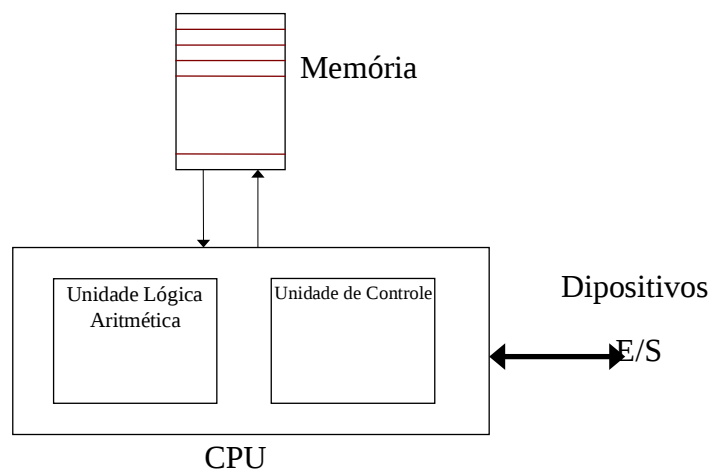 Memória
Unidade Lógica
Aritmética
Unidade de Controle
Dipositivos
E/S
CPU